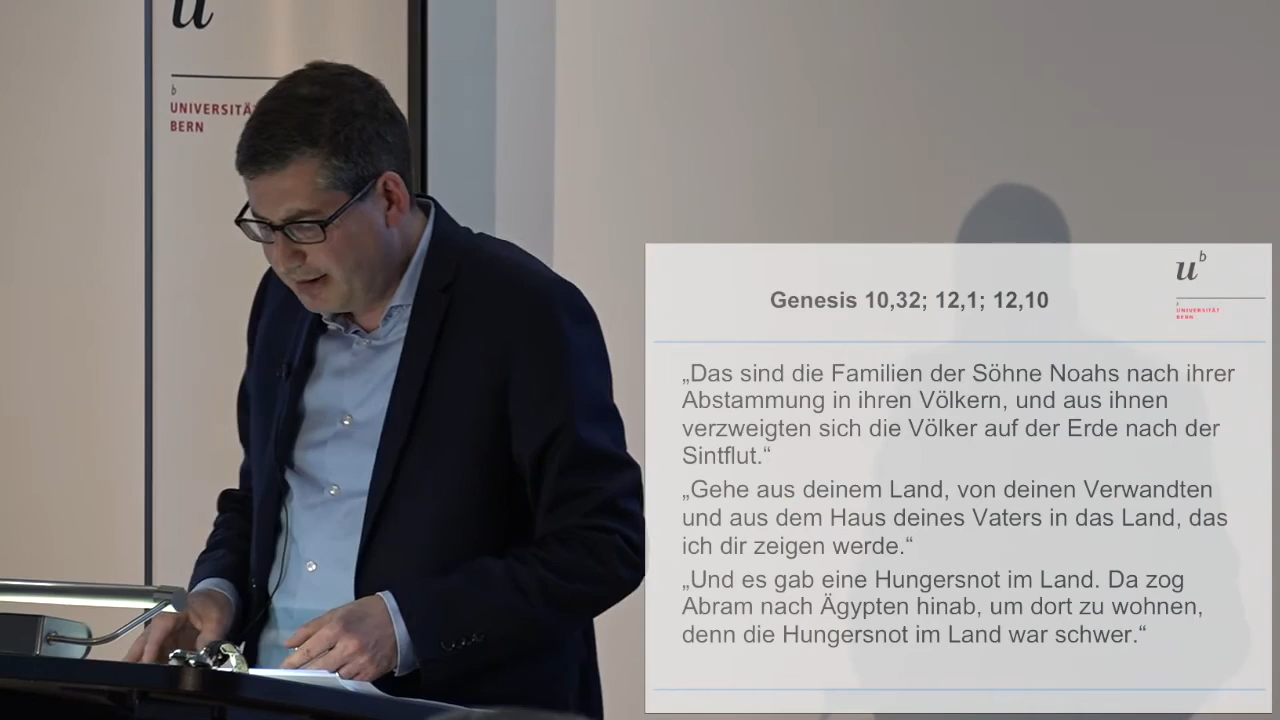 u
b
UNIVERSITÄ
BERN
Genesis 10,32; 12,1; 12,10
u b
b
UNIVERSITÄT
BERN
„Das sind die Familien der Söhne Noahs nach ihrer
Abstammung in ihren Völkern, und aus ihnen
verzweigten sich die Völker auf der Erde nach der
Sintflut.“
„Gehe aus deinem Land, von deinen Verwandten
und aus dem Haus deines Vaters in das Land, das
ich dir zeigen werde.“
„Und es gab eine Hungersnot im Land. Da zog
Abram nach Ägypten hinab, um dort zu wohnen,
denn die Hungersnot im Land war schwer.“